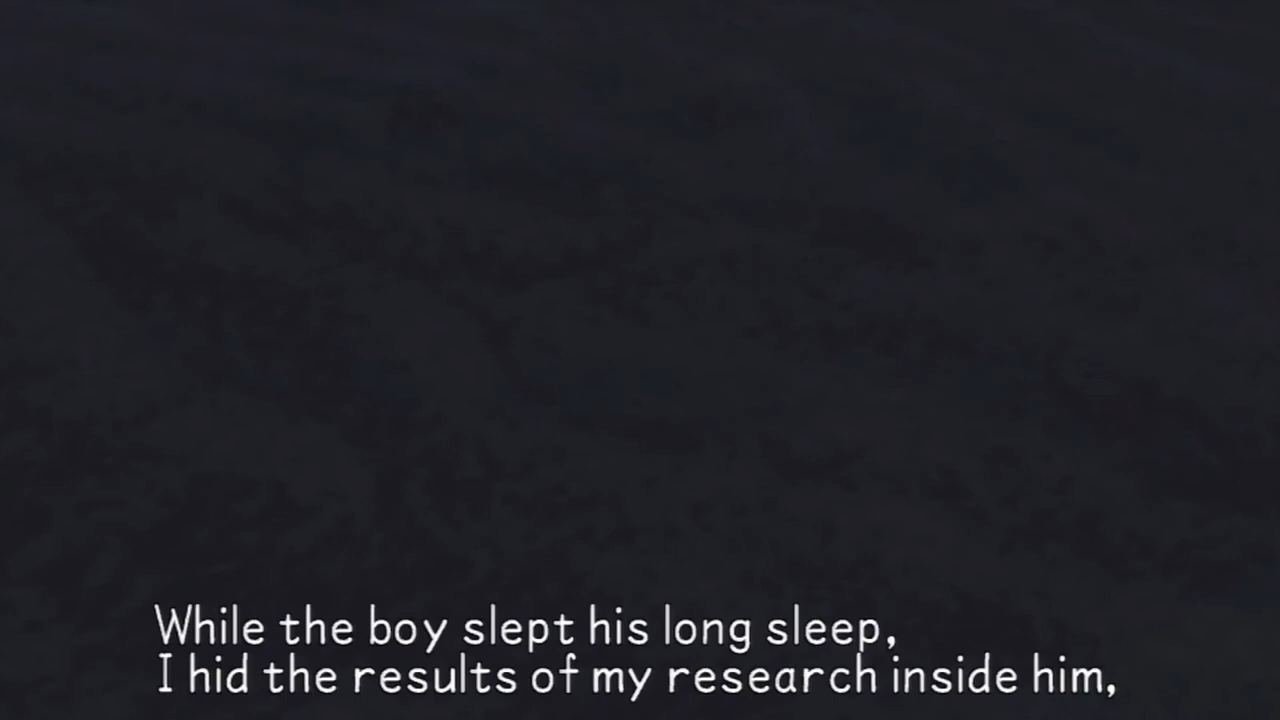 While the boy slept his long sleep,
I hid the results of my research inside him,